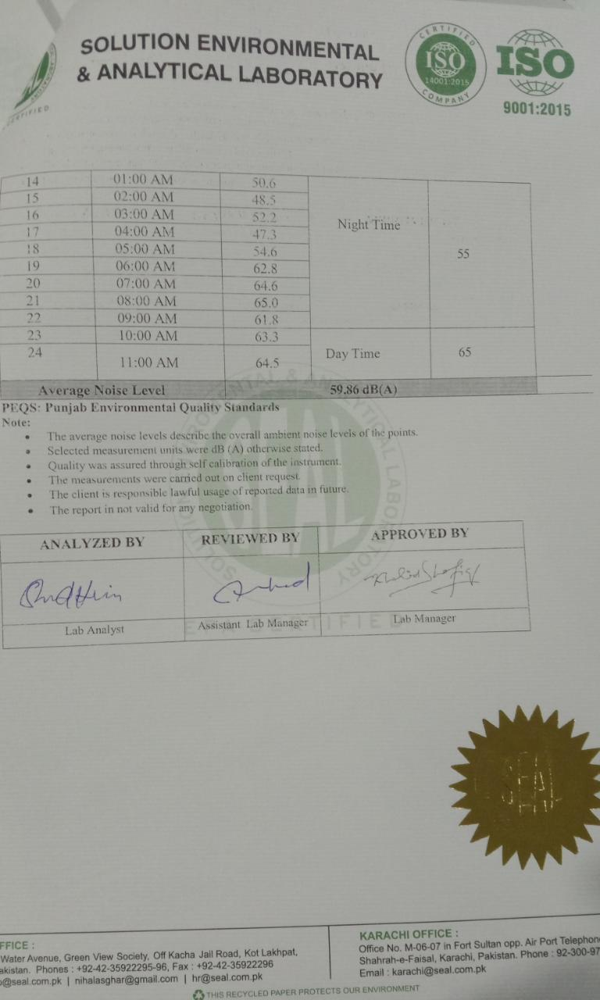 SOLUTION ENVIRONMENTAL
& ANALYTICAL LABORATORY
CERTIFIED
ISO
14001:2015
COMPANY
ISO
9001:2015
CERTIFIED
14 01:00 AM 50.6
15 02:00 AM 48.5
16 03:00 AM 52.2
17 04:00 AM 47.3
18 05:00 AM 54.6
19 06:00 AM 62.8
20 07:00 AM 64.6
21 08:00 AM 65.0
22 09:00 AM 61.8
Night Time 55
23 10:00 AM 63.3
24 11:00 AM 64.5
Day Time 65
Average Noise Level 59.86 dB(A)
PEQS: Punjab Environmental Quality Standards
Note:
• The average noise levels describe the overall ambient noise levels of the points.
• Selected measurement units were dB (A) otherwise stated.
• Quality was assured through self calibration of the instrument.
• The measurements were carried out on client request.
• The client is responsible lawful usage of reported data in future.
• The report in not valid for any negotiation.
ANALYZED BY REVIEWED BY APPROVED BY
Lab Analyst Assistant Lab Manager Lab Manager
SEAL
FFICE :
Water Avenue, Green View Society, Off Kacha Jail Road, Kot Lakhpat,
akistan. Phones : +92-42-35922295-96, Fax : +92-42-35922296
o@seal.com.pk | nihalasghar@gmail.com | hr@seal.com.pk
KARACHI OFFICE :
Office No. M-06-07 in Fort Sultan opp. Air Port Telephon
Shahrah-e-Faisal, Karachi, Pakistan. Phone : 92-300-97
Email : karachi@seal.com.pk
THIS RECYCLED PAPER PROTECTS OUR ENVIRONMENT